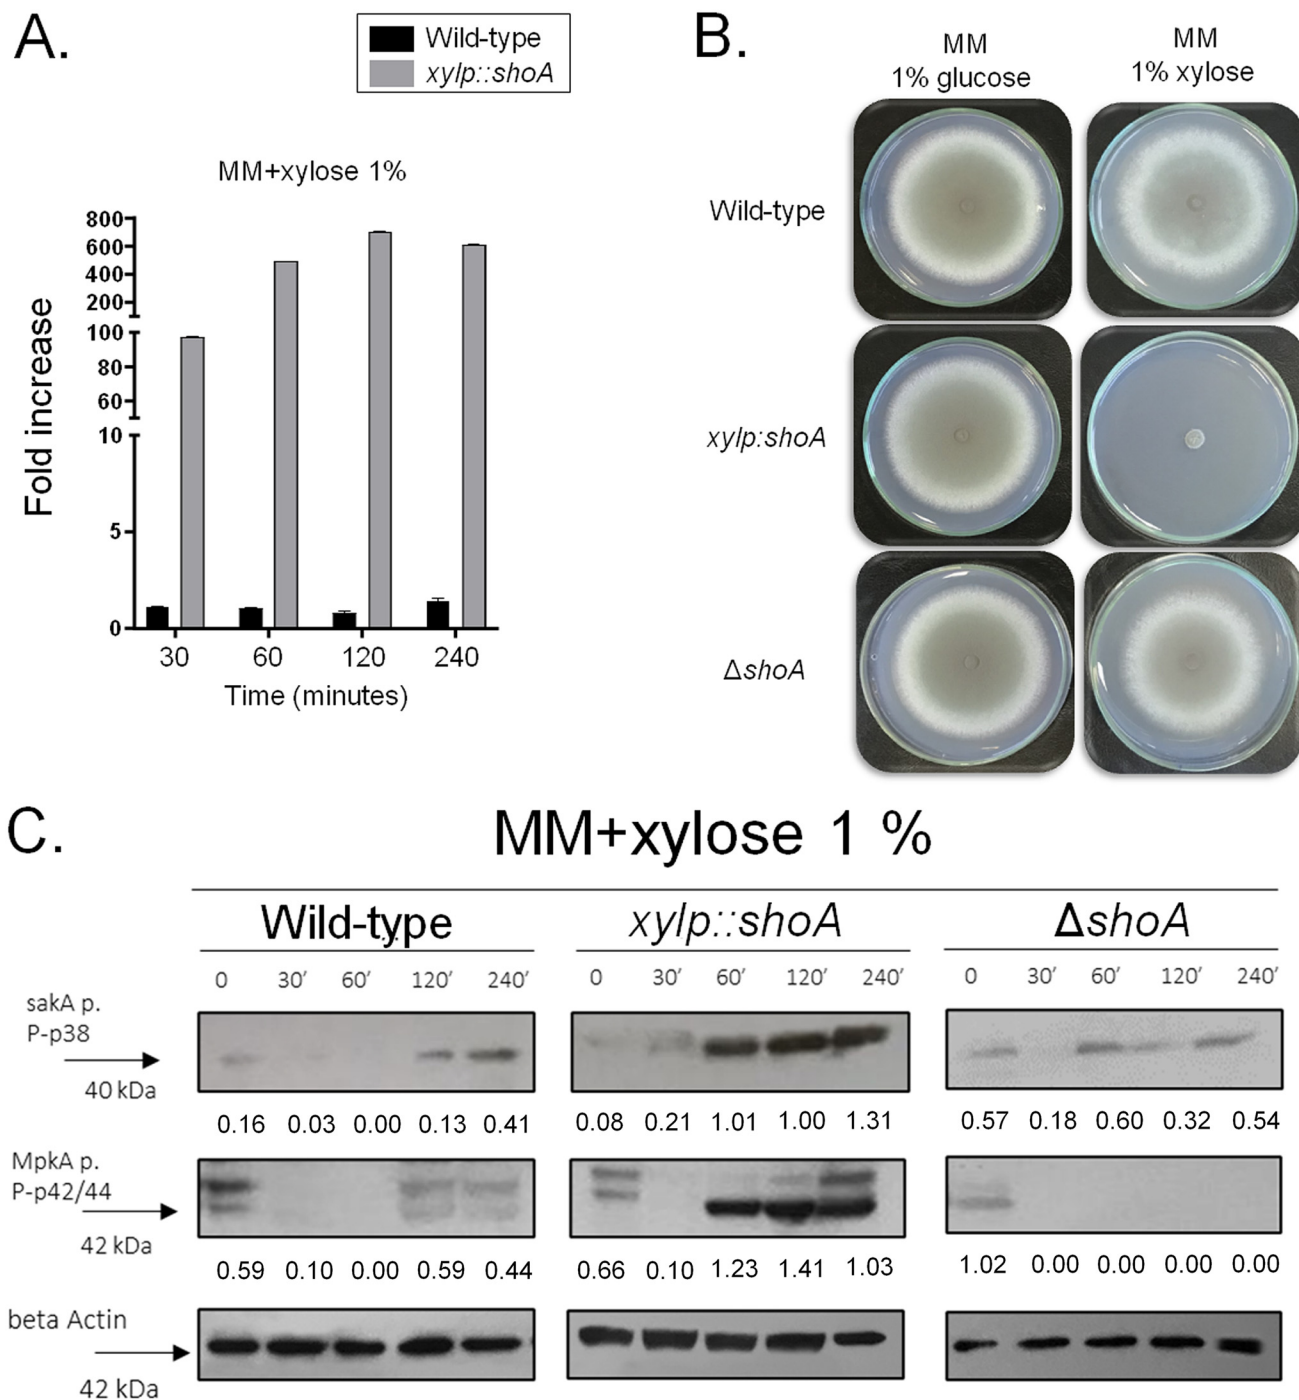 A.
Wild-type
xylp::shoA
MM+xylose 1%
Fold increase
800
600
400
200
100
80
60
10
5
0
30 60 120 240
Time (minutes)
B.
MM
1% glucose
MM
1% xylose
Wild-type
xylp:shoA
ΔshoA
C.
MM+xylose 1 %
Wild-type xylp::shoA ΔshoA
0 30′ 60′ 120′ 240′ 0 30′ 60′ 120′ 240′ 0 30′ 60′ 120′ 240′
sakA p.
P-p38
40 kDa
0.16 0.03 0.00 0.13 0.41 0.08 0.21 1.01 1.00 1.31 0.57 0.18 0.60 0.32 0.54
MpkA p.
P-p42/44
42 kDa
0.59 0.10 0.00 0.59 0.44 0.66 0.10 1.23 1.41 1.03 1.02 0.00 0.00 0.00 0.00
beta Actin
42 kDa